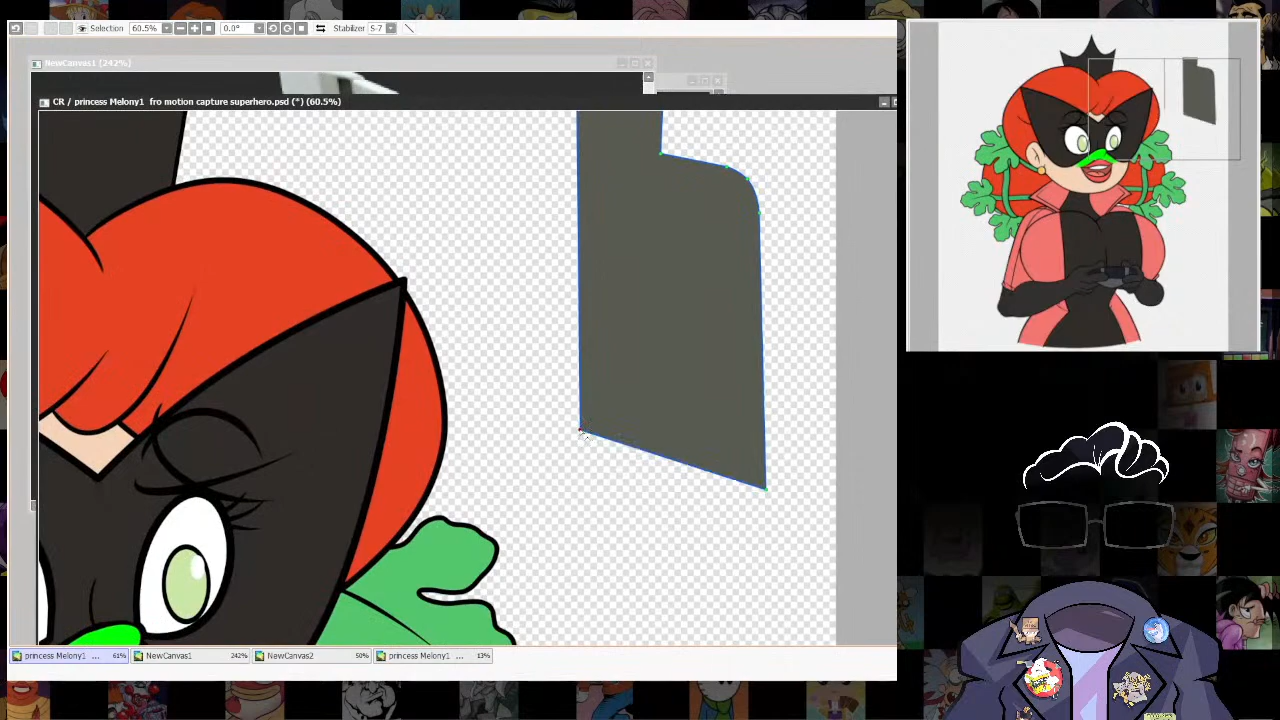 Selection 60.5% 0.0° Stabilizer S-7
NewCanvas1 (242%)
CR / princess Melony1 fro motion capture superhero.psd (*) (60.5%)
princess Melony1 ... 61% NewCanvas1 242% NewCanvas2 50% princess Melony1 ... 13%